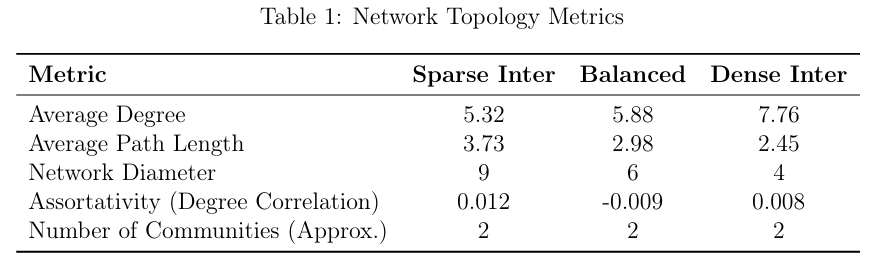 Table 1: Network Topology Metrics
Metric Sparse Inter Balanced Dense Inter
Average Degree 5.32 5.88 7.76
Average Path Length 3.73 2.98 2.45
Network Diameter 9 6 4
Assortativity (Degree Correlation) 0.012 -0.009 0.008
Number of Communities (Approx.) 2 2 2